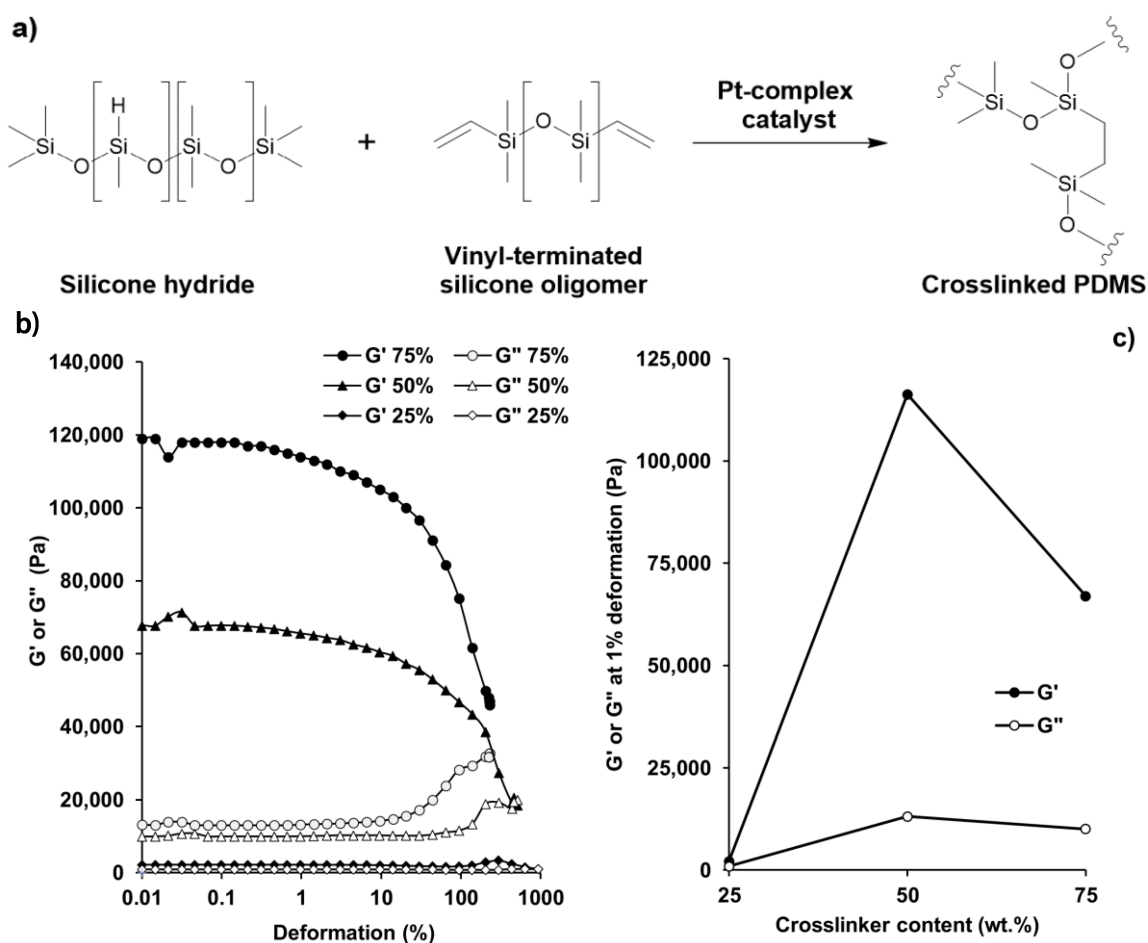 a)
H
Si
O
Si
O
Si
O
Si
+
Si
O
Si
Pt-complex
catalyst
O
Si
O
Si
Si
O
Silicone hydride
Vinyl-terminated
silicone oligomer
Crosslinked PDMS
b)
G' 75%
G" 75%
G' 50%
G" 50%
G' 25%
G" 25%
140,000
120,000
100,000
80,000
60,000
40,000
20,000
0
G' or G" (Pa)
0.01
0.1
1
10
100
1000
Deformation (%)
c)
125,000
100,000
75,000
50,000
25,000
0
G' or G" at 1% deformation (Pa)
G'
G"
25
50
75
Crosslinker content (wt.%)